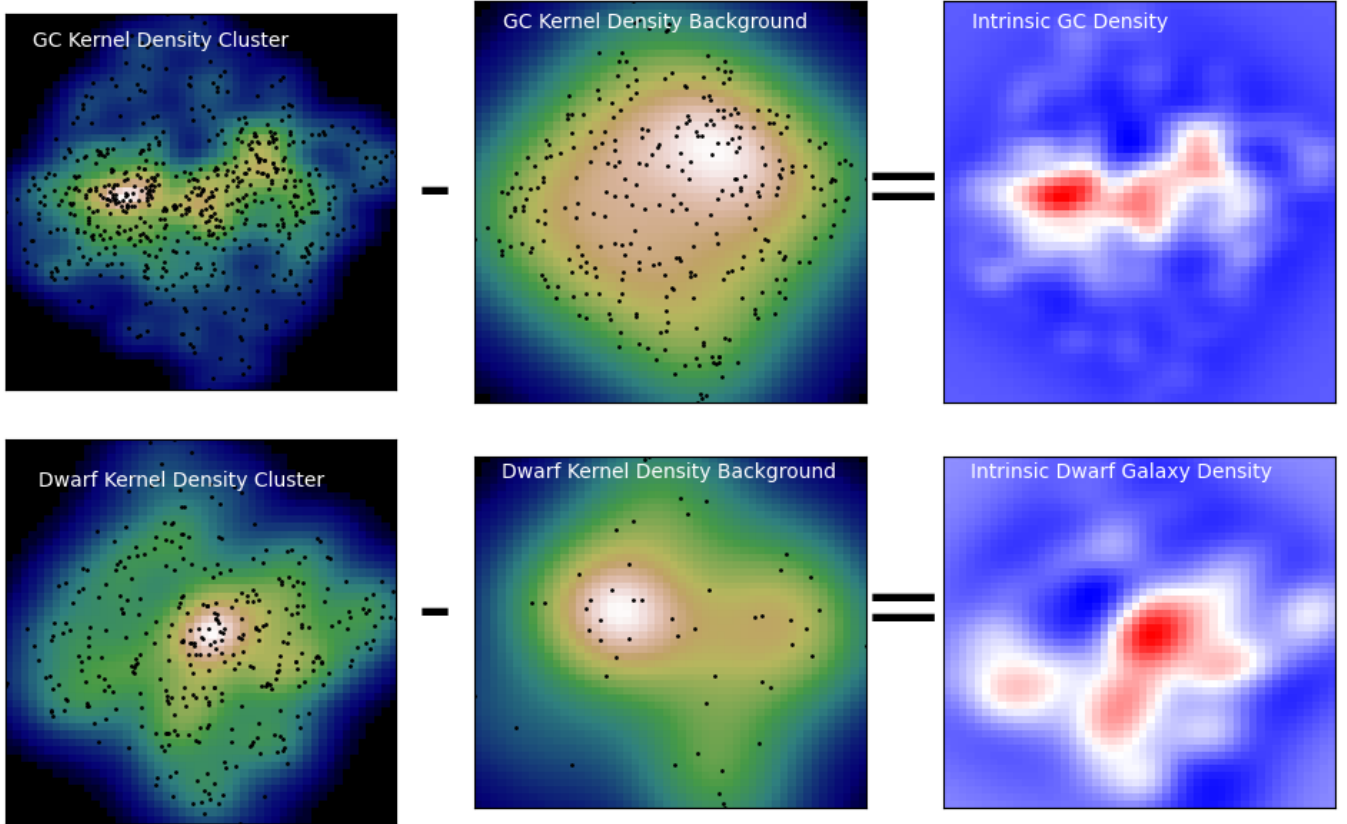 GC Kernel Density Cluster
GC Kernel Density Background
Intrinsic GC Density
Dwarf Kernel Density Cluster
Dwarf Kernel Density Background
Intrinsic Dwarf Galaxy Density